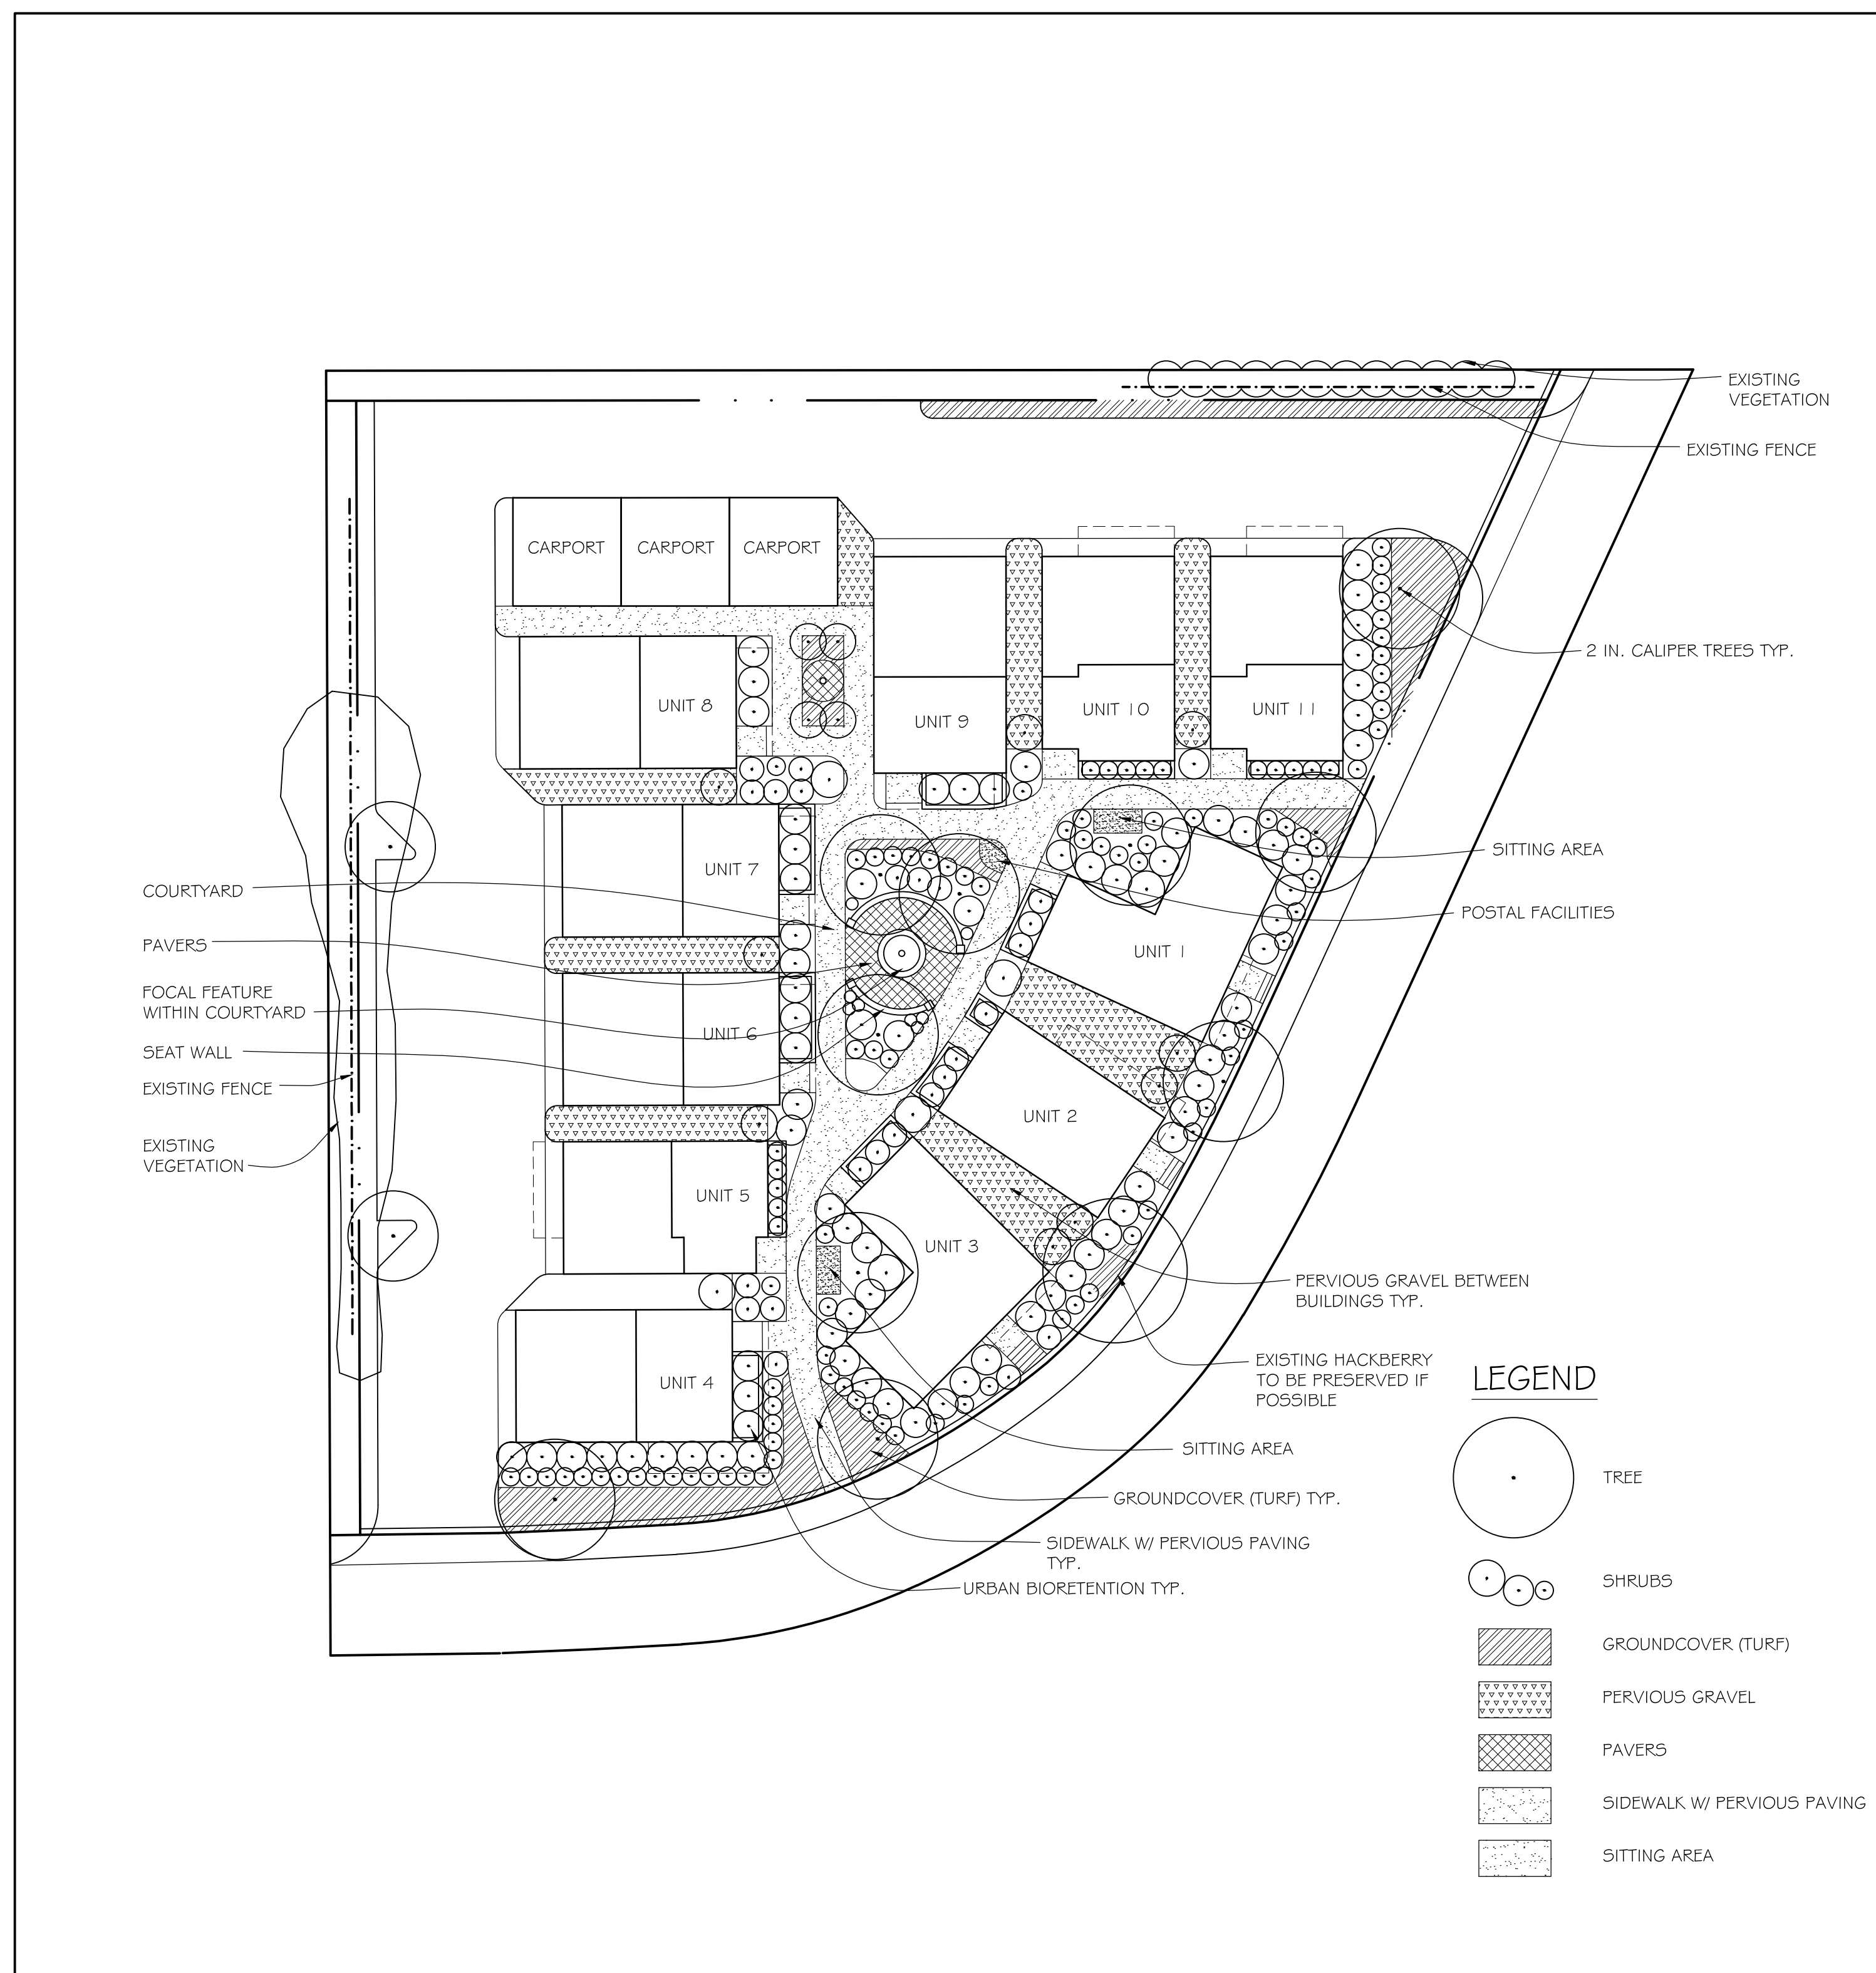 EXISTING
VEGETATION
EXISTING FENCE
CARPORT
CARPORT
CARPORT
2 IN. CALIPER TREES TYP.
UNIT 8
UNIT 9
UNIT 10
UNIT 11
SITTING AREA
UNIT 7
COURTYARD
POSTAL FACILITIES
PAVERS
UNIT 1
FOCAL FEATURE
WITHIN COURTYARD
UNIT 6
SEAT WALL
EXISTING FENCE
UNIT 2
EXISTING
VEGETATION
UNIT 5
UNIT 3
PERVIOUS GRAVEL BETWEEN
BUILDINGS TYP.
EXISTING HACKBERRY
TO BE PRESERVED IF
POSSIBLE
UNIT 4
SITTING AREA
GROUNDCOVER (TURF) TYP.
SIDEWALK W/ PERVIOUS PAVING
TYP.
URBAN BIORETENTION TYP.
LEGEND
TREE
SHRUBS
GROUNDCOVER (TURF)
PERVIOUS GRAVEL
PAVERS
SIDEWALK W/ PERVIOUS PAVING
SITTING AREA